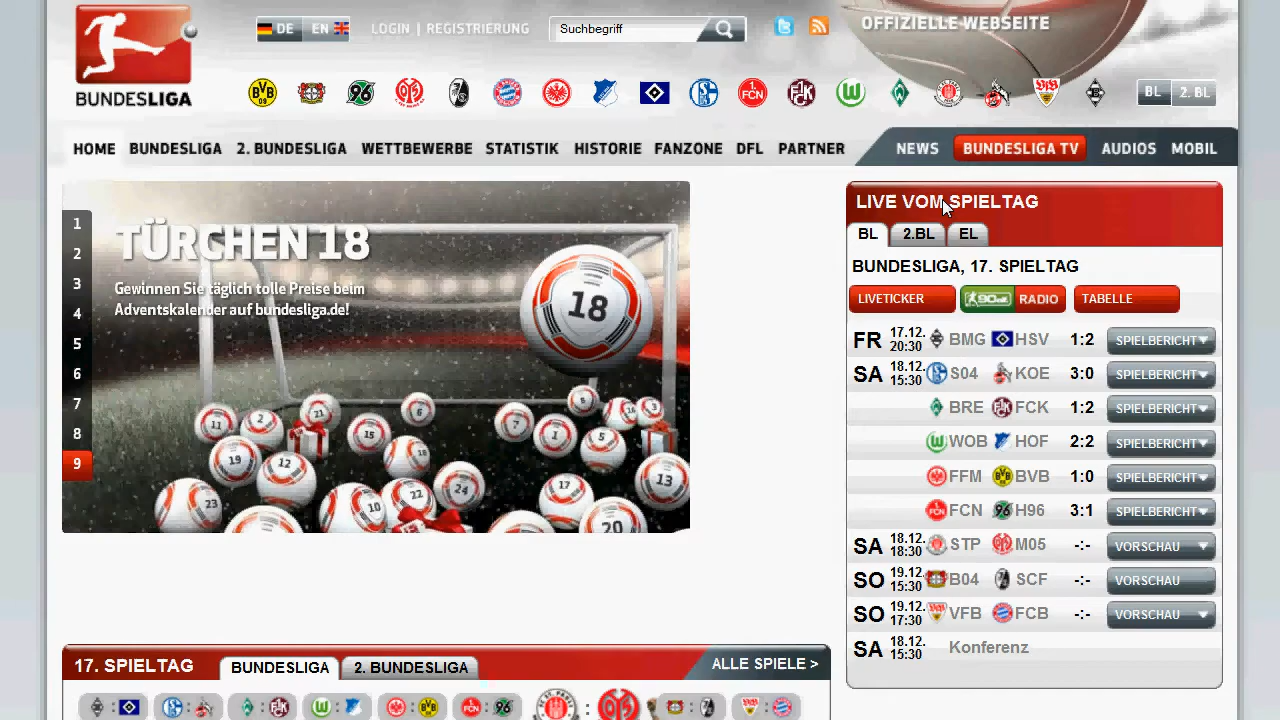 OFFIZIELLE WEBSEITE
DE EN LOGIN | REGISTRIERUNG Suchbegriff
BUNDESLIGA
BL 2. BL
HOME BUNDESLIGA 2. BUNDESLIGA WETTBEWERBE STATISTIK HISTORIE FANZONE DFL PARTNER NEWS BUNDESLIGA TV AUDIOS MOBIL
TÜRCHEN 18
Gewinnen Sie täglich tolle Preise beim
Adventskalender auf bundesliga.de!
1
2
3
4
5
6
7
8
9
18
LIVE VOM SPIELTAG
BL 2.BL EL
BUNDESLIGA, 17. SPIELTAG
LIVETICKER 90elf RADIO TABELLE
FR 17.12. 20:30 BMG HSV 1:2 SPIELBERICHT
SA 18.12. 15:30 S04 KOE 3:0 SPIELBERICHT
BRE FCK 1:2 SPIELBERICHT
WOB HOF 2:2 SPIELBERICHT
FFM BVB 1:0 SPIELBERICHT
FCN H96 3:1 SPIELBERICHT
SA 18.12. 18:30 STP M05 -:- VORSCHAU
SO 19.12. 15:30 B04 SCF -:- VORSCHAU
SO 19.12. 17:30 VFB FCB -:- VORSCHAU
SA 18.12. 15:30 Konferenz
17. SPIELTAG BUNDESLIGA 2. BUNDESLIGA ALLE SPIELE >